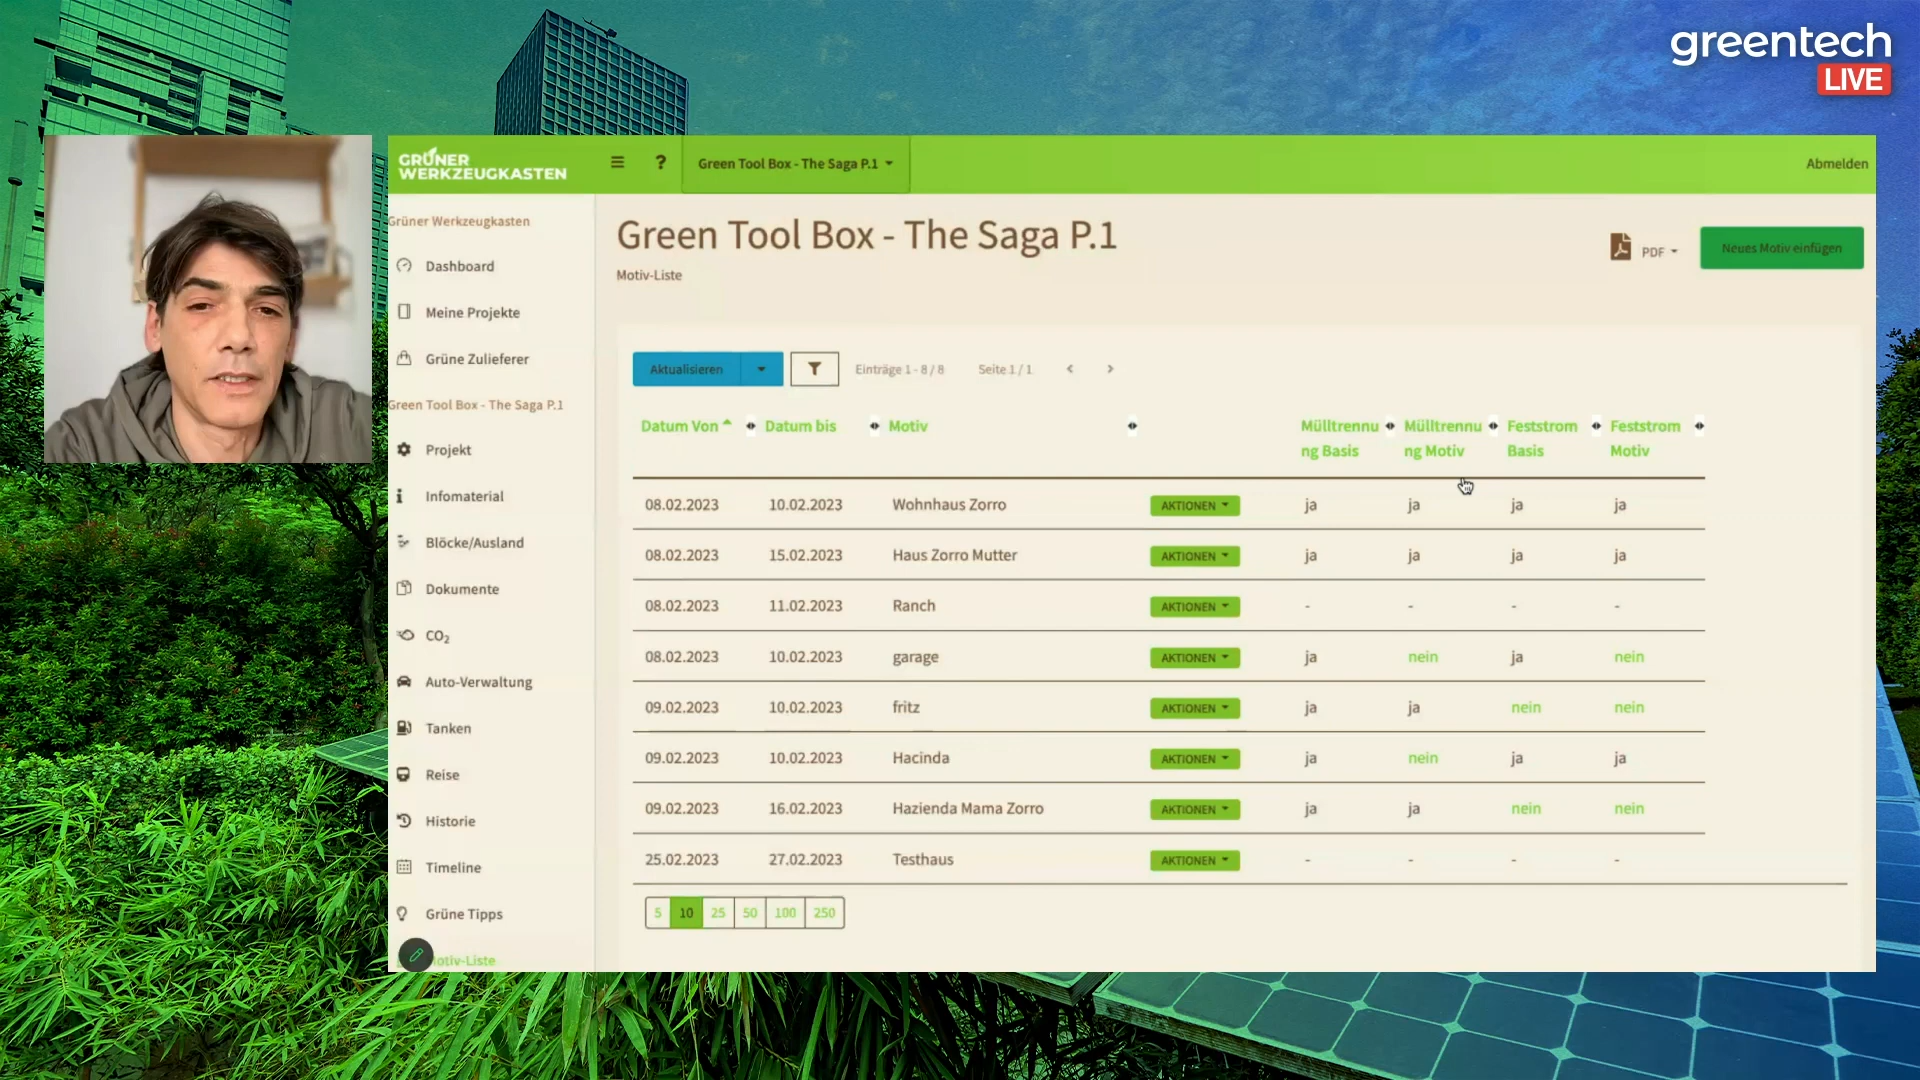 greentech
LIVE
GRÜNER
WERKZEUGKASTEN
?
Green Tool Box - The Saga P.1
Abmelden
Grüner Werkzeugkasten
Dashboard
Meine Projekte
Grüne Zulieferer
Green Tool Box - The Saga P.1
Projekt
Infomaterial
Blöcke/Ausland
Dokumente
CO₂
Auto-Verwaltung
Tanken
Reise
Historie
Timeline
Grüne Tipps
otiv-Liste
Green Tool Box - The Saga P.1
Motiv-Liste
PDF
Neues Motiv einfügen
Aktualisieren
Einträge 1 - 8 / 8
Seite 1 / 1
Datum Von Datum bis Motiv Mülltrennu Mülltrennu Feststrom Feststrom
ng Basis ng Motiv Basis Motiv
08.02.2023 10.02.2023 Wohnhaus Zorro AKTIONEN ja ja ja ja
08.02.2023 15.02.2023 Haus Zorro Mutter AKTIONEN ja ja ja ja
08.02.2023 11.02.2023 Ranch AKTIONEN - - - -
08.02.2023 10.02.2023 garage AKTIONEN ja nein ja nein
09.02.2023 10.02.2023 fritz AKTIONEN ja ja nein nein
09.02.2023 10.02.2023 Hacinda AKTIONEN ja nein ja ja
09.02.2023 16.02.2023 Hazienda Mama Zorro AKTIONEN ja ja nein nein
25.02.2023 27.02.2023 Testhaus AKTIONEN - - - -
5 10 25 50 100 250